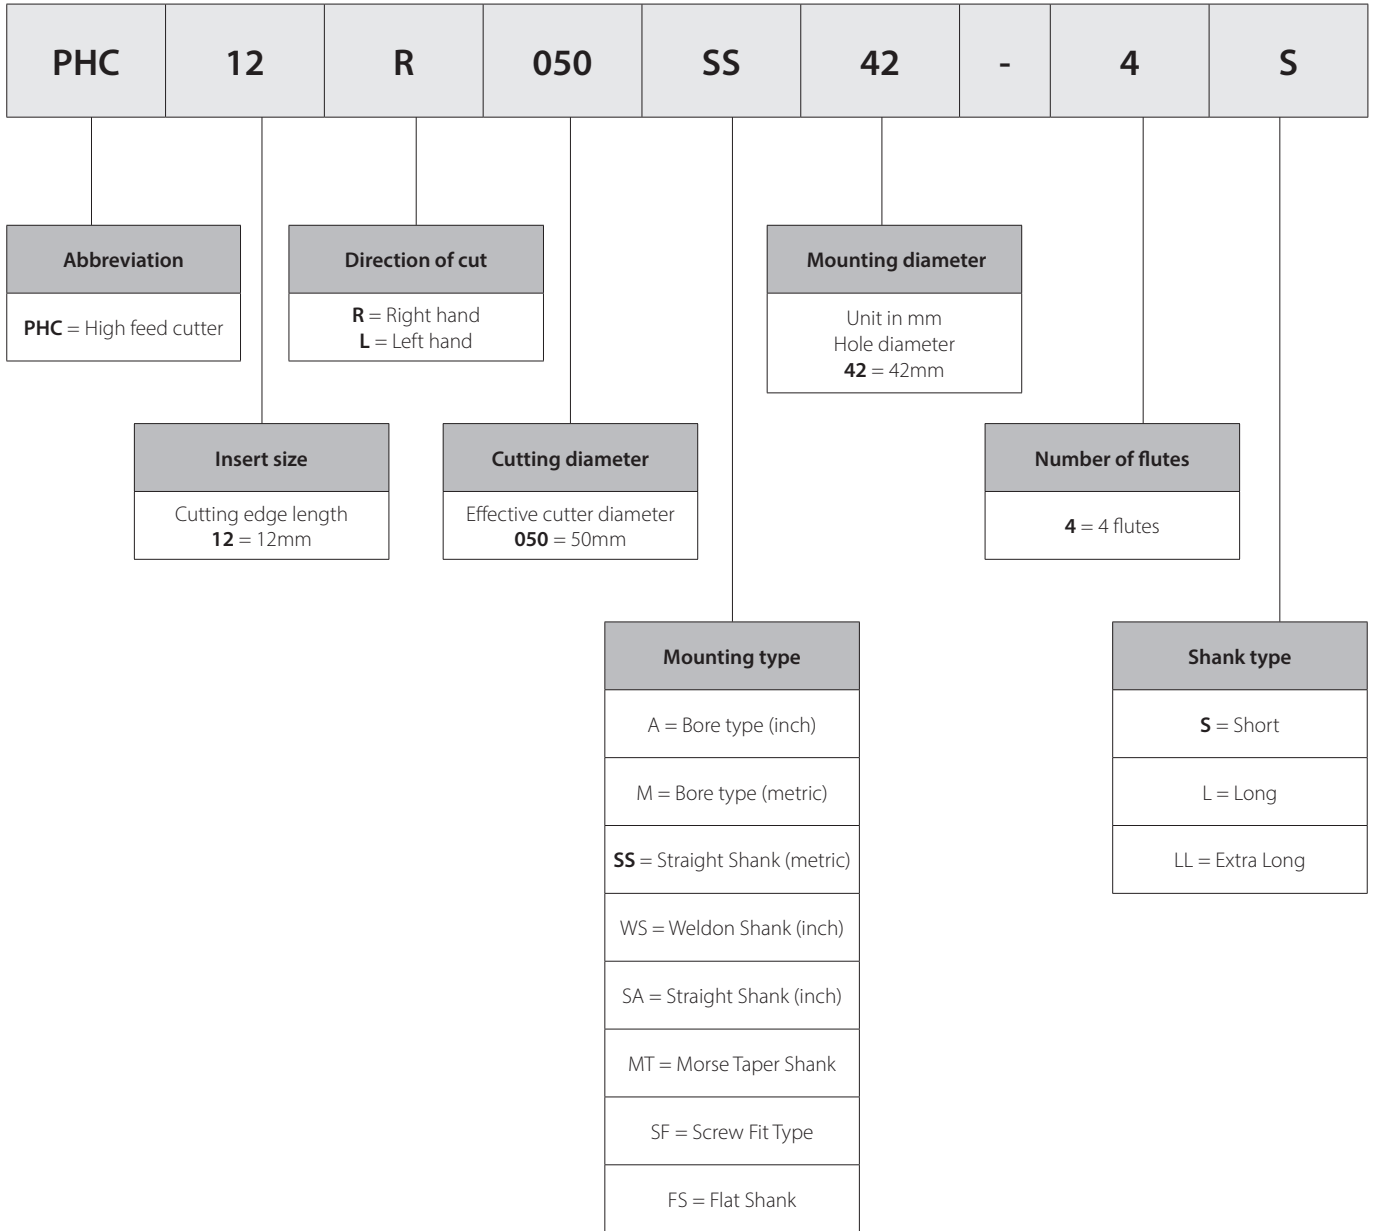 PHC 12 R 050 SS 42 - 4 S
Abbreviation
PHC = High feed cutter
Direction of cut
R = Right hand
L = Left hand
Mounting diameter
Unit in mm
Hole diameter
42 = 42mm
Insert size
Cutting edge length
12 = 12mm
Cutting diameter
Effective cutter diameter
050 = 50mm
Number of flutes
4 = 4 flutes
Mounting type
A = Bore type (inch)
M = Bore type (metric)
SS = Straight Shank (metric)
WS = Weldon Shank (inch)
SA = Straight Shank (inch)
MT = Morse Taper Shank
SF = Screw Fit Type
FS = Flat Shank
Shank type
S = Short
L = Long
LL = Extra Long